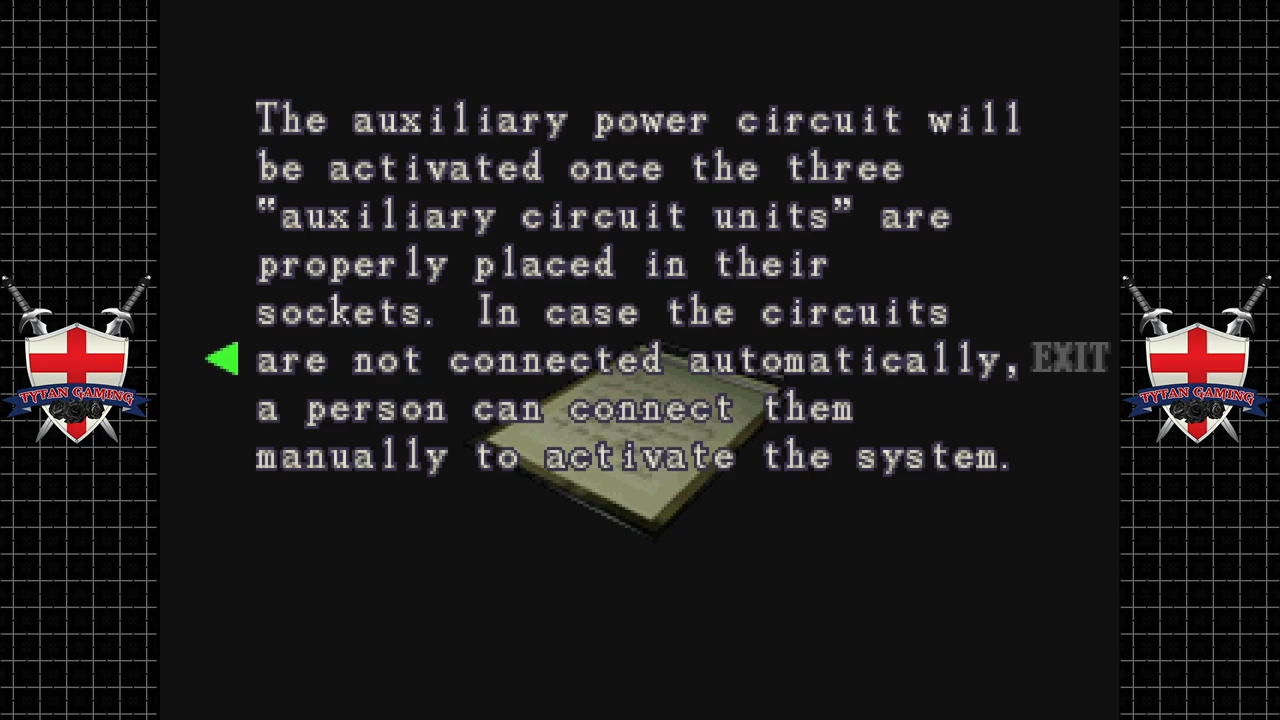 The auxiliary power circuit will
be activated once the three
"auxiliary circuit units" are
properly placed in their
sockets. In case the circuits
are not connected automatically,
EXIT
a person can connect them
manually to activate the system.
TYTAN GAMING
TYTAN GAMING